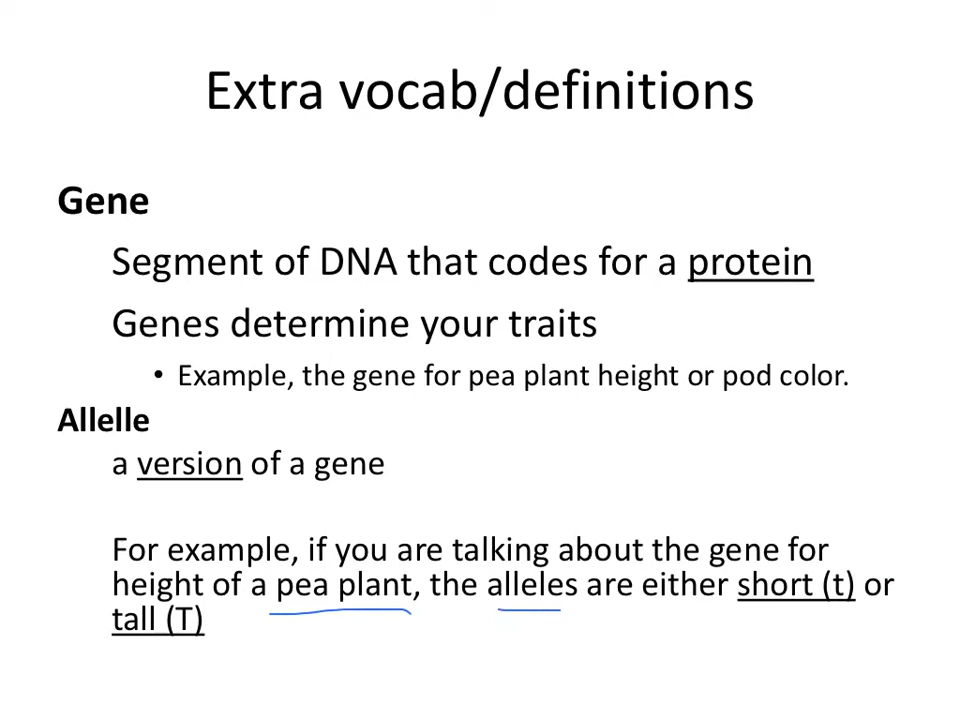 Extra vocab/definitions
Gene
Segment of DNA that codes for a protein
Genes determine your traits
• Example, the gene for pea plant height or pod color.
Allelle
a version of a gene
For example, if you are talking about the gene for
height of a pea plant, the alleles are either short (t) or
tall (T)